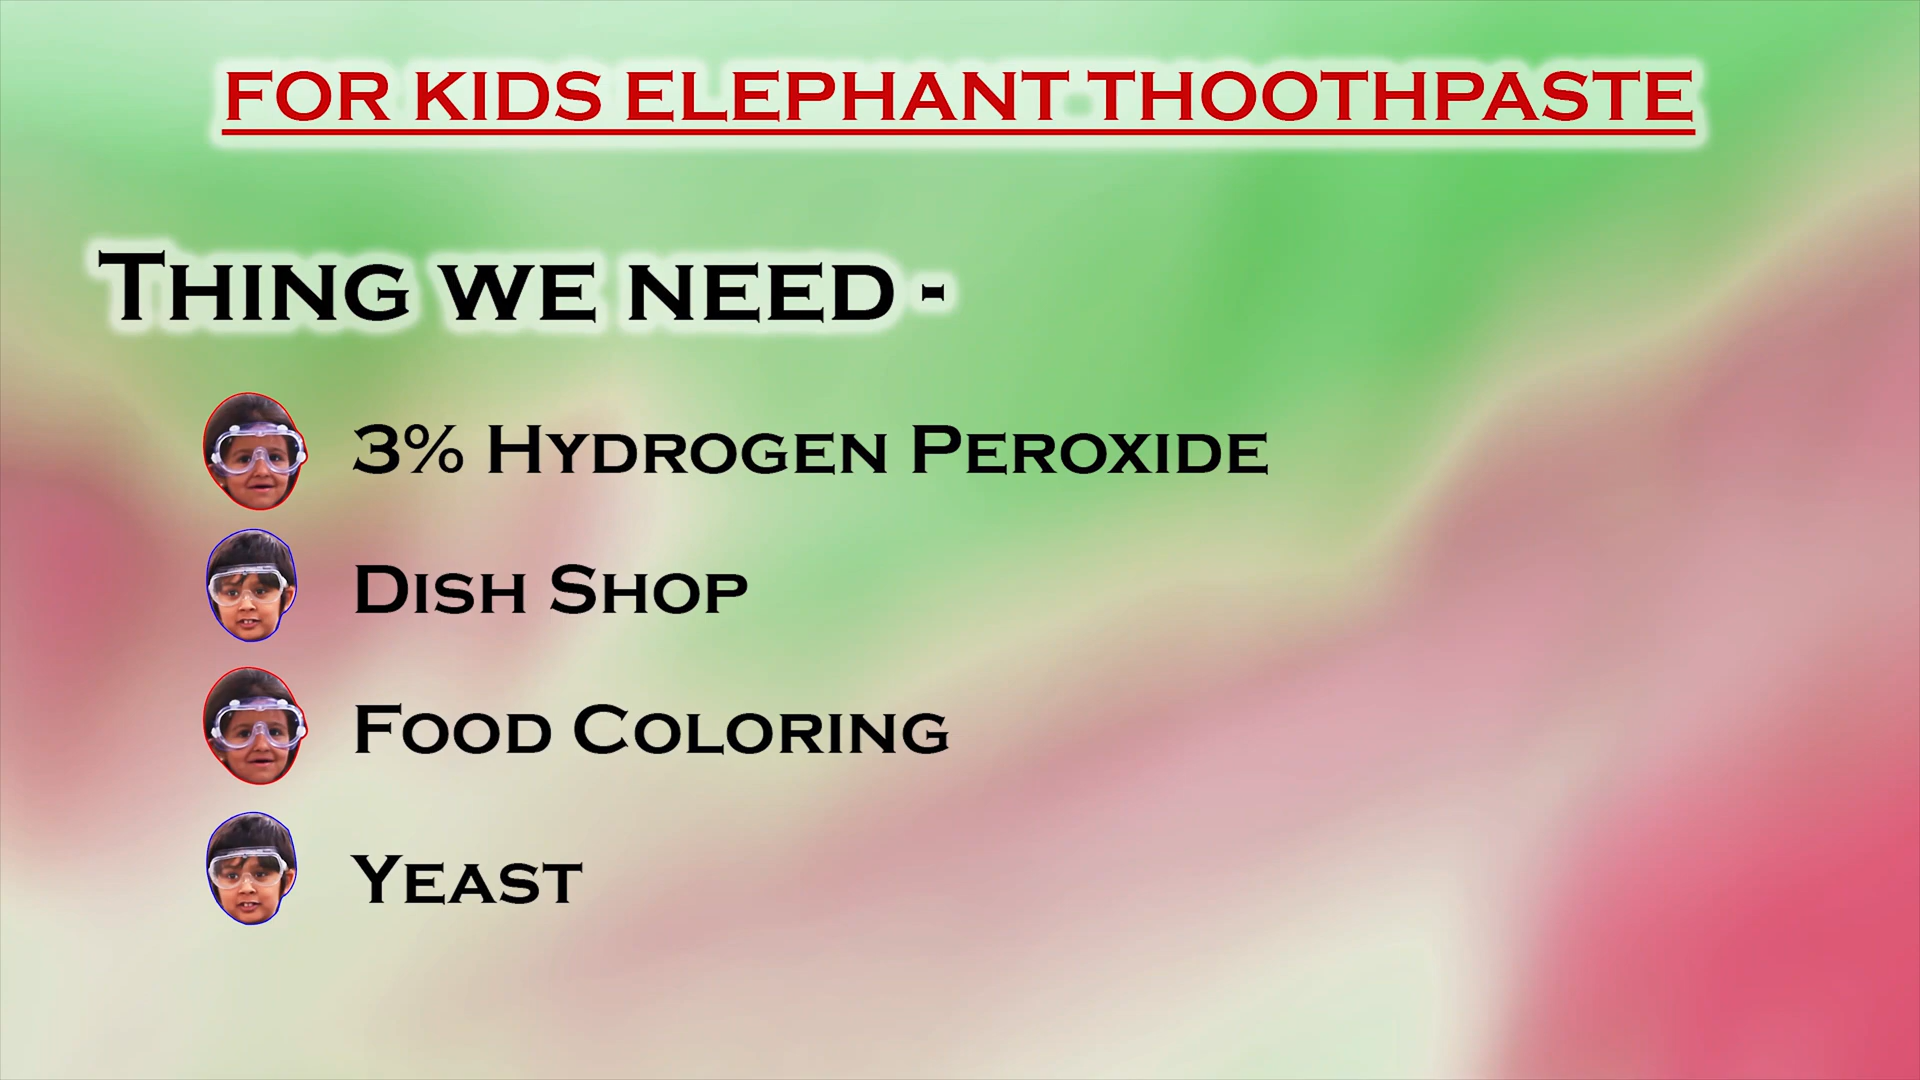 FOR KIDS ELEPHANT THOOTHPASTE
THING WE NEED -
3% HYDROGEN PEROXIDE
DISH SHOP
FOOD COLORING
YEAST